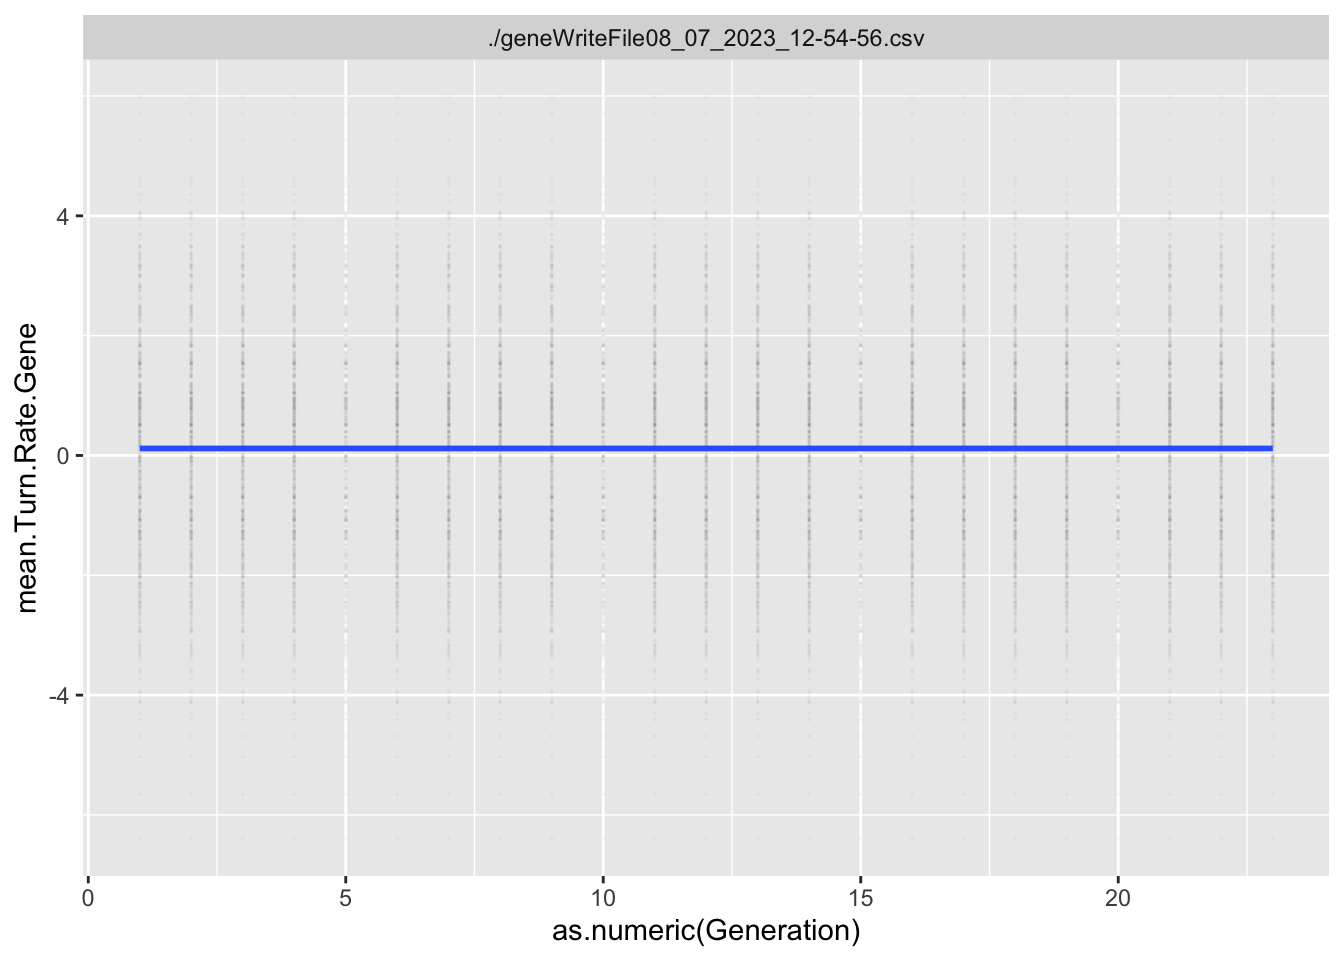 ./geneWriteFile08_07_2023_12-54-56.csv
mean.Turn.Rate.Gene
4
0
-4
0
5
10
15
20
as.numeric(Generation)